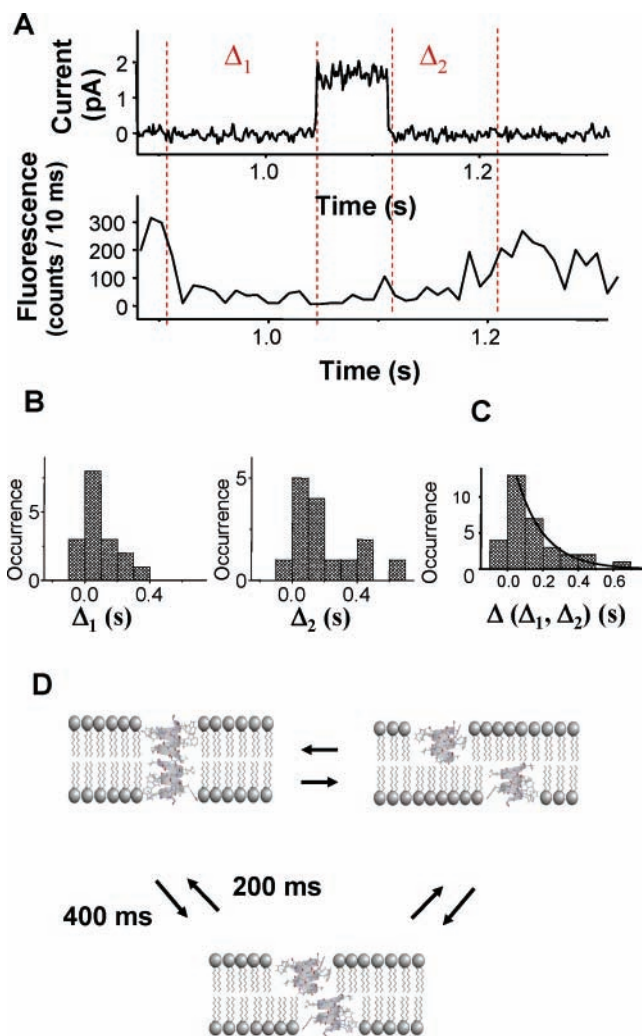 A
Δ1
Δ2
Current
(pA)
2
1
0
1.0
1.2
Time (s)
Fluorescence
(counts / 10 ms)
300
200
100
0
1.0
1.2
Time (s)
B
C
Occurrence
5
0
0.0
0.4
Δ1 (s)
Occurrence
5
0
0.0
0.4
Δ2 (s)
Occurrence
10
5
0
0.0
0.2
0.4
0.6
Δ (Δ1, Δ2) (s)
D
200 ms
400 ms